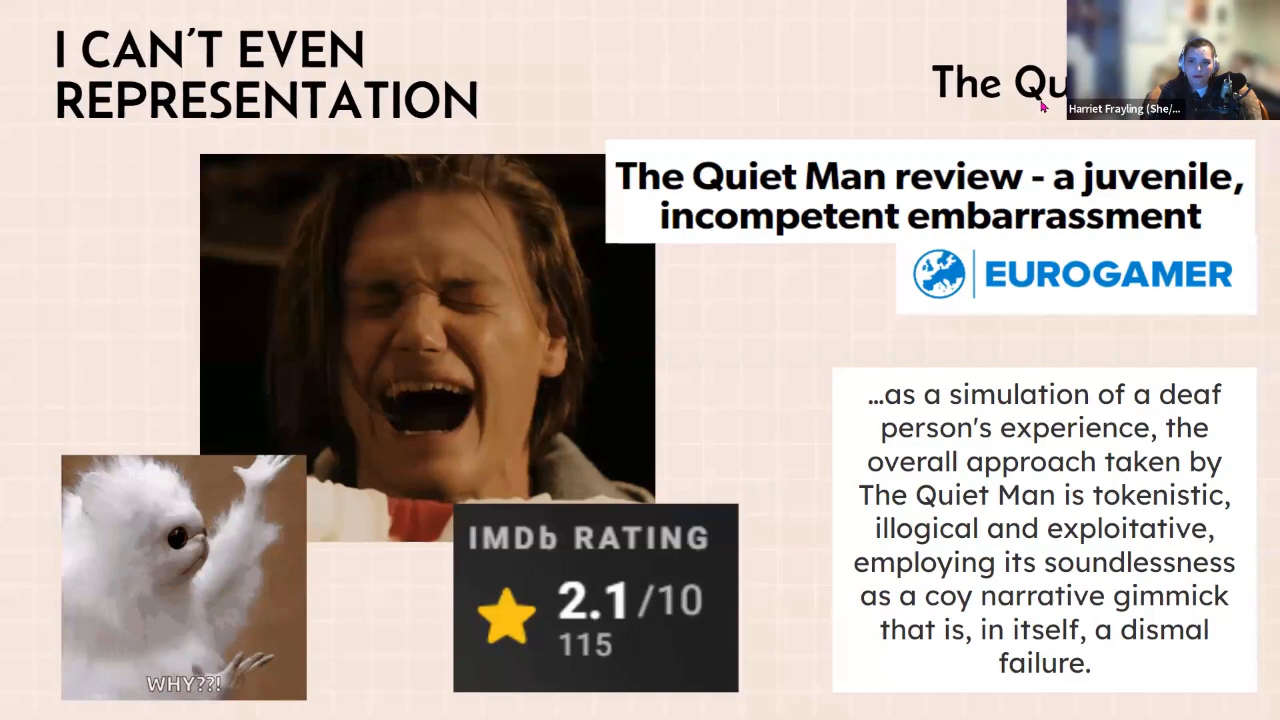 I CAN'T EVEN
REPRESENTATION
The Qu
Harriet Frayling (She/...
The Quiet Man review - a juvenile,
incompetent embarrassment
EUROGAMER
...as a simulation of a deaf
person's experience, the
overall approach taken by
The Quiet Man is tokenistic,
illogical and exploitative,
employing its soundlessness
as a coy narrative gimmick
that is, in itself, a dismal
failure.
IMDb RATING
2.1/10
115
WHY??!